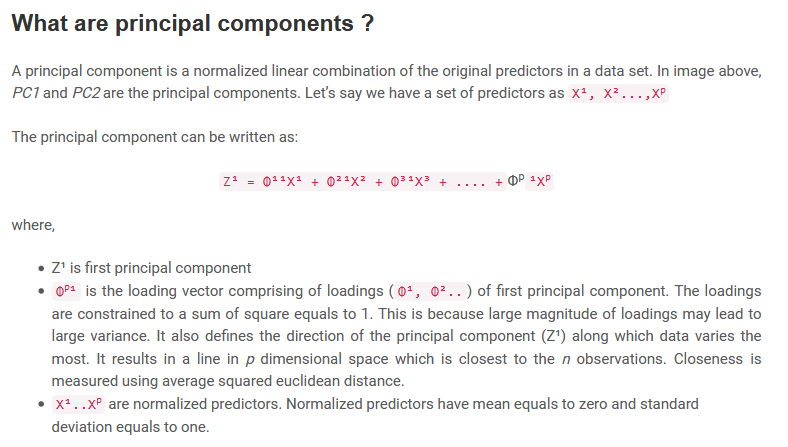 What are principal components ?
A principal component is a normalized linear combination of the original predictors in a data set. In image above,
PC1 and PC2 are the principal components. Let’s say we have a set of predictors as X¹, X²...,Xᵖ
The principal component can be written as:
Z¹ = Φ¹¹X¹ + Φ²¹X² + Φ³¹X³ + .... + Φᵖ ¹Xᵖ
where,
• Z¹ is first principal component
• Φᵖ¹ is the loading vector comprising of loadings ( Φ¹, Φ².. ) of first principal component. The loadings
are constrained to a sum of square equals to 1. This is because large magnitude of loadings may lead to
large variance. It also defines the direction of the principal component (Z¹) along which data varies the
most. It results in a line in p dimensional space which is closest to the n observations. Closeness is
measured using average squared euclidean distance.
• X¹..Xᵖ are normalized predictors. Normalized predictors have mean equals to zero and standard
deviation equals to one.